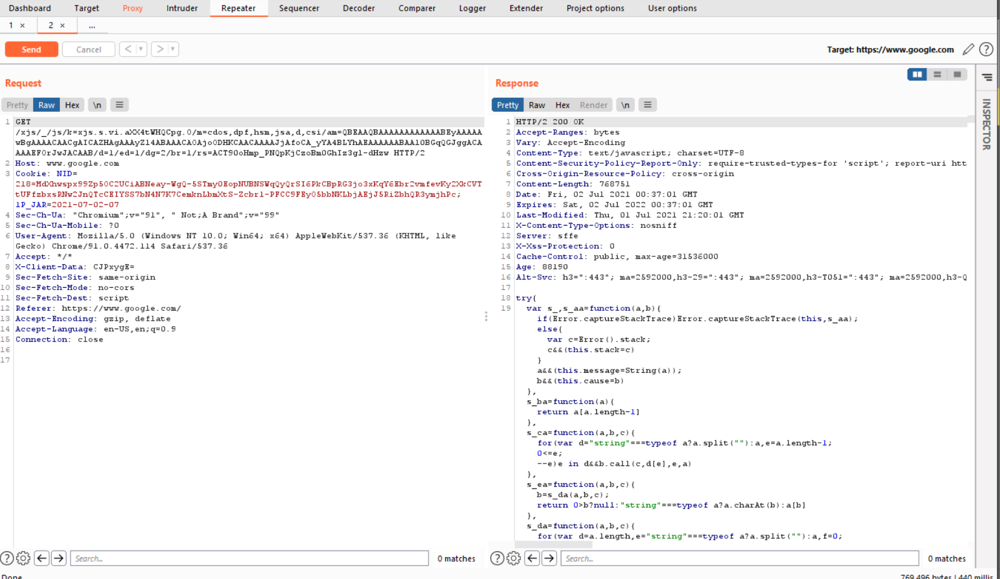 Dashboard Target Proxy Intruder Repeater Sequencer Decoder Comparer Logger Extender Project options User options
1 × 2 × ...
Send Cancel < > Target: https://www.google.com ?
Request
Pretty Raw Hex \n
1 GET
/xjs/_/js/k=xjs.s.vi.aXX4tWHQCpg.O/m=cdos,dpf,hsm,jsa,d,csi/am=QBEAAQBAAAAAAAAAAAABEyAAAAA
wBgAAAACAACgAICAZHAgAAAyZl4ABAAACAOAjoODHKCAACAAAAJjAfoCA_yYA4BLYhAEAAAAAABAAl0BGqQGJggACA
AAAEF0rJwJACAAB/d=1/ed=1/dg=2/br=1/rs=ACT90oHmp_PNQpKjCzoBmOGhIz3gl-dHzw HTTP/2
2 Host: www.google.com
3 Cookie: NID=
218=MdXhwspx99Zp5OC2UCiABNeay-WgQ-5STmyOEopNUBNSWqQyQrSI6PkCBpRG3jo3xKqY6Ebr2vmfevKy2XkCVT
tUFfzbxsRNw2JnQTcCEIYSS7bN4N7K7CemknLbmXtS-Zcbrl-PFCC9FEyO5bbNKLbjAEjJ5RiZbhQR3ymjhPc;
1P_JAR=2021-07-02-07
4 Sec-Ch-Ua: "Chromium";v="91", " Not;A Brand";v="99"
5 Sec-Ch-Ua-Mobile: ?0
6 User-Agent: Mozilla/5.0 (Windows NT 10.0; Win64; x64) AppleWebKit/537.36 (KHTML, like
Gecko) Chrome/91.0.4472.114 Safari/537.36
7 Accept: */*
8 X-Client-Data: CJPxygE=
9 Sec-Fetch-Site: same-origin
10 Sec-Fetch-Mode: no-cors
11 Sec-Fetch-Dest: script
12 Referer: https://www.google.com/
13 Accept-Encoding: gzip, deflate
14 Accept-Language: en-US,en;q=0.9
15 Connection: close
16
17
Search... 0 matches
Done
Response
Pretty Raw Hex Render \n
INSPECTOR
1 HTTP/2 200 OK
2 Accept-Ranges: bytes
3 Vary: Accept-Encoding
4 Content-Type: text/javascript; charset=UTF-8
5 Content-Security-Policy-Report-Only: require-trusted-types-for 'script'; report-uri htt
6 Cross-Origin-Resource-Policy: cross-origin
7 Content-Length: 768751
8 Date: Fri, 02 Jul 2021 00:37:01 GMT
9 Expires: Sat, 02 Jul 2022 00:37:01 GMT
10 Last-Modified: Thu, 01 Jul 2021 21:20:01 GMT
11 X-Content-Type-Options: nosniff
12 Server: sffe
13 X-Xss-Protection: 0
14 Cache-Control: public, max-age=31536000
15 Age: 88190
16 Alt-Svc: h3=":443"; ma=2592000,h3-29=":443"; ma=2592000,h3-T051=":443"; ma=2592000,h3-Q
17
18 try{
19 var s_,s_aa=function(a,b){
if(Error.captureStackTrace)Error.captureStackTrace(this,s_aa);
else{
var c=Error().stack;
c&&(this.stack=c)
}
a&&(this.message=String(a));
b&&(this.cause=b)
},
s_ba=function(a){
return a[a.length-1]
},
s_ca=function(a,b,c){
for(var d="string"===typeof a?a.split(""):a,e=a.length-1;
0<=e;
--e)e in d&&b.call(c,d[e],e,a)
},
s_ea=function(a,b,c){
b=s_da(a,b,c);
return 0>b?null:"string"===typeof a?a.charAt(b):a[b]
},
s_da=function(a,b,c){
for(var d=a.length,e="string"===typeof a?a.split(""):a,f=0;
Search... 0 matches
769,496 bytes | 440 millis